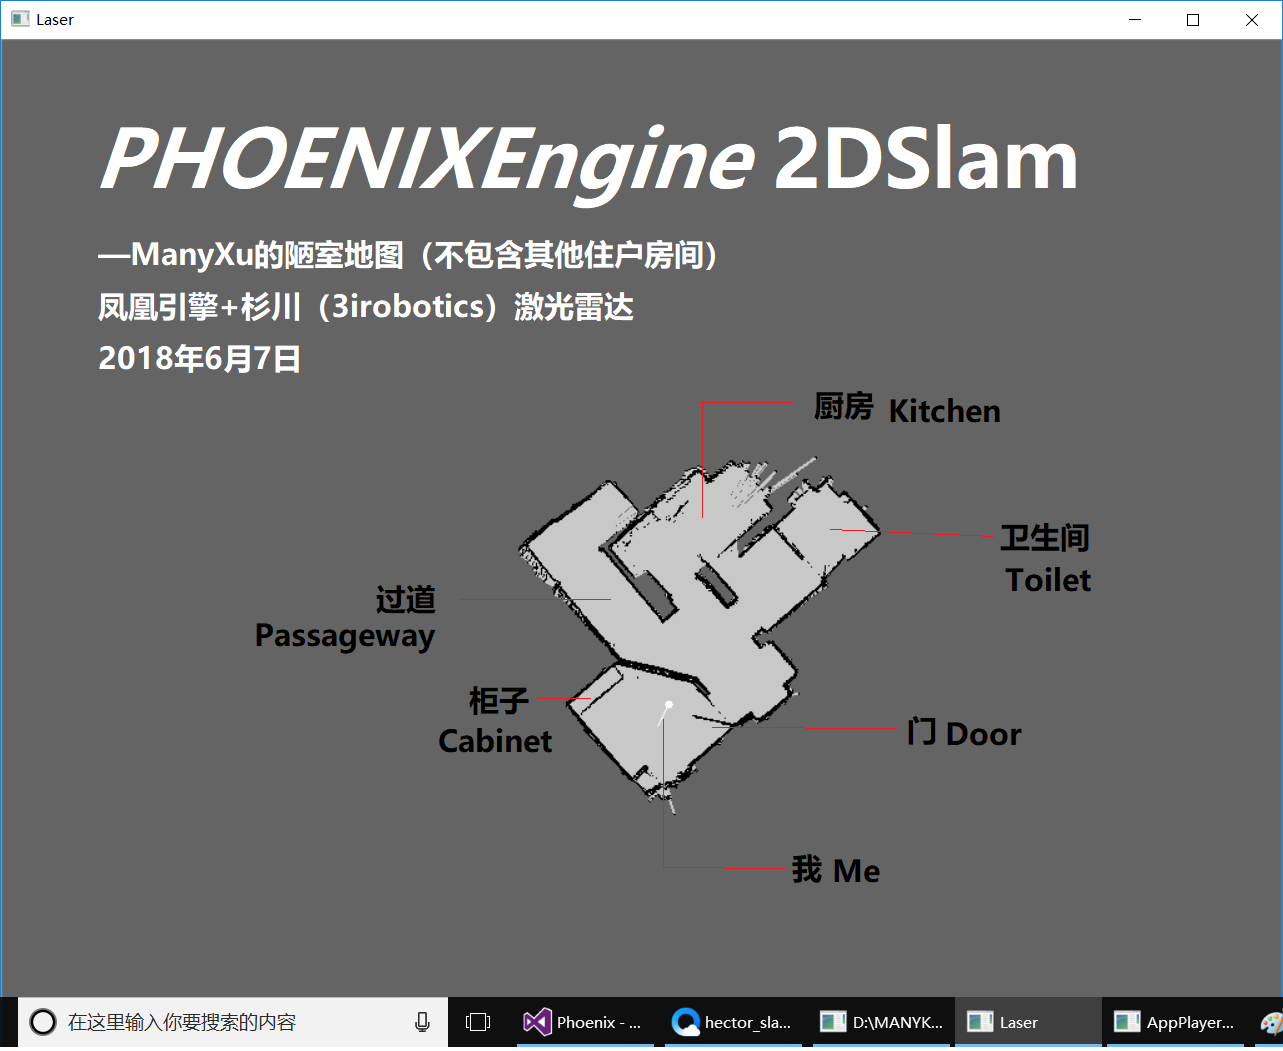 Laser
PHOENIXEngine 2DSlam
—ManyXu的陋室地图（不包含其他住户房间）
凤凰引擎+杉川（3irobotics）激光雷达
2018年6月7日
厨房 Kitchen
卫生间
Toilet
过道
Passageway
柜子
Cabinet
门 Door
我 Me
在这里输入你要搜索的内容
Phoenix - ...
hector_sla...
D:\MANYK...
Laser
AppPlayer...